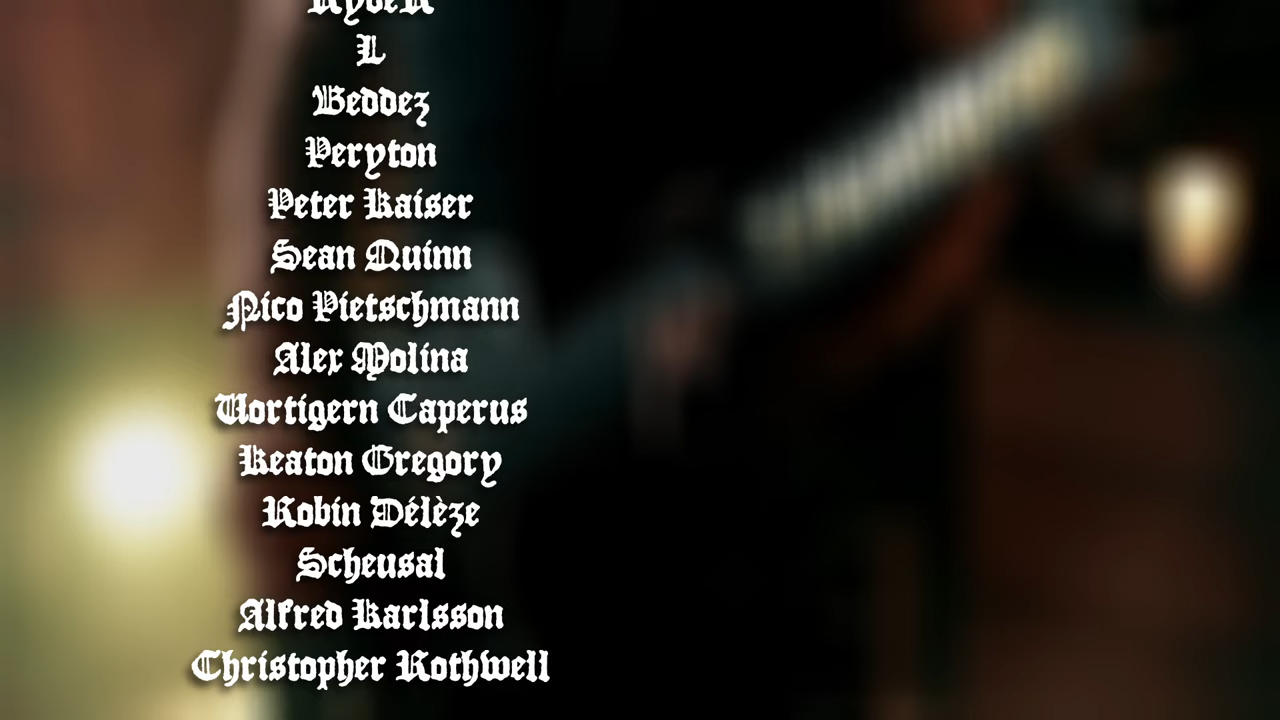 RybeR
L
Beddez
Peryton
Peter Kaiser
Sean Quinn
Nico Pietschmann
Alex Molina
Vortigern Caperus
Keaton Gregory
Robin Délèze
Scheusal
Alfred Karlsson
Christopher Rothwell